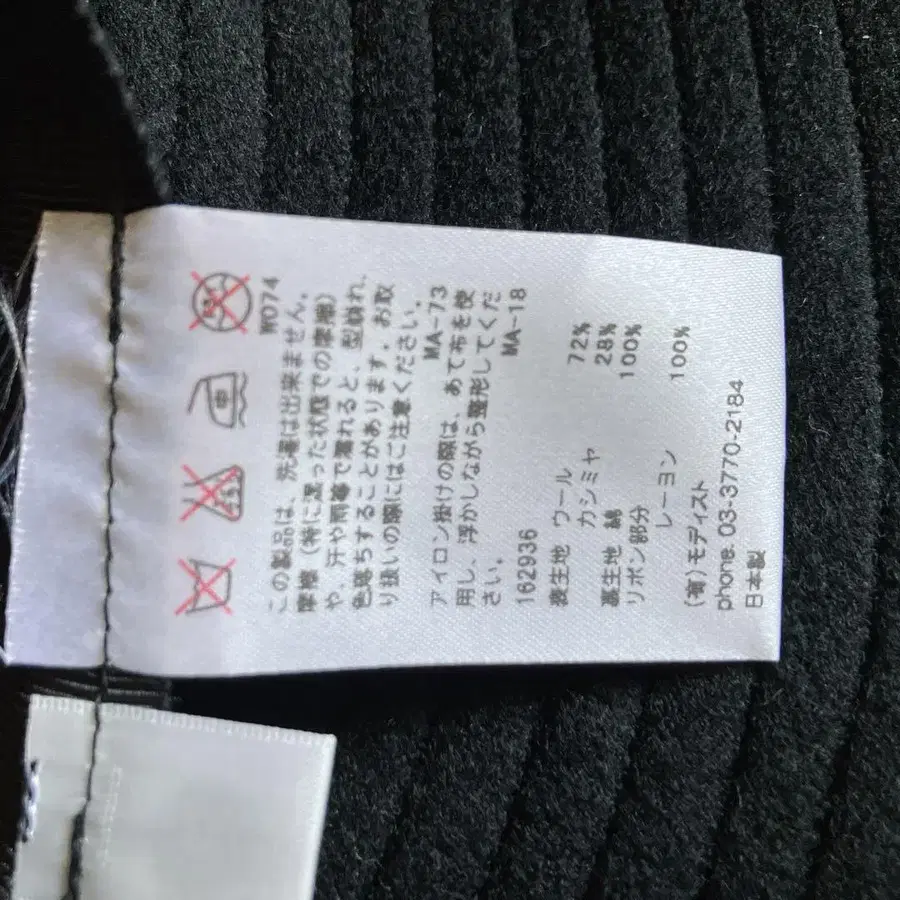 中
W074
この製品は、洗濯は出来ません。
摩擦（特に湿った状態での摩擦）
や、汗や雨等で濡れると、型崩れ、
色落ちすることがあります。お取
り扱いの際にはご注意ください。
MA-73
アイロン掛けの際は、あて布を使
用し、浮かしながら整形してくだ
さい。
MA-18
162936
表生地 ウール 72%
カシミヤ 28%
裏生地 綿 100%
リボン部分
レーヨン 100%
(有)モディスト
phone. 03-3770-2184
日本製